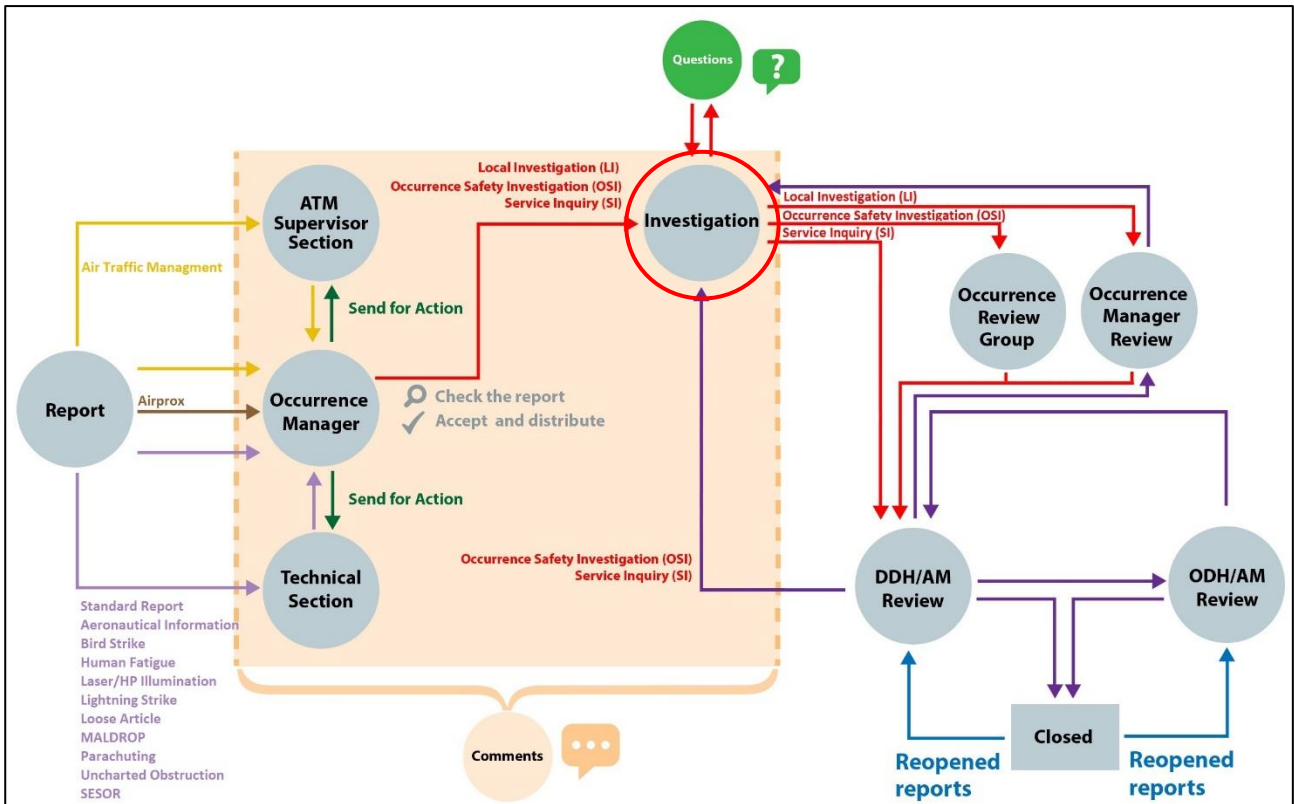 Questions
?
Local Investigation (LI)
Occurrence Safety Investigation (OSI)
Service Inquiry (SI)
ATM
Supervisor
Section
Investigation
Local Investigation (LI)
Occurrence Safety Investigation (OSI)
Service Inquiry (SI)
Air Traffic Managment
Send for Action
Occurrence
Review
Group
Occurrence
Manager
Review
Report
Airprox
Occurrence
Manager
Check the report
Accept and distribute
Send for Action
Occurrence Safety Investigation (OSI)
Service Inquiry (SI)
Technical
Section
DDH/AM
Review
ODH/AM
Review
Standard Report
Aeronautical Information
Bird Strike
Human Fatigue
Laser/HP Illumination
Lightning Strike
Loose Article
MALDROP
Parachuting
Uncharted Obstruction
SESOR
Comments
Closed
Reopened
reports
Reopened
reports